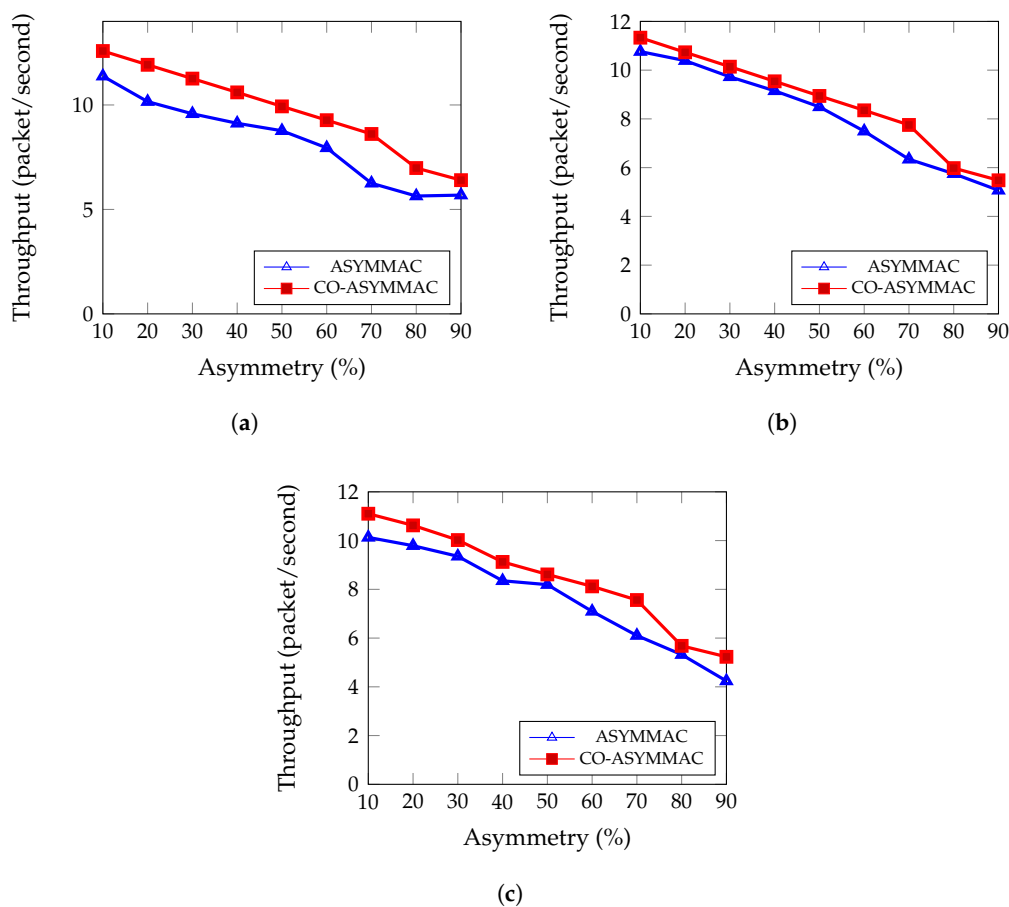 Throughput (packet/second)
10
5
0
10 20 30 40 50 60 70 80 90
Asymmetry (%)
ASYMMAC
CO-ASYMMAC
(a)
Throughput (packet/second)
12
10
8
6
4
2
0
10 20 30 40 50 60 70 80 90
Asymmetry (%)
ASYMMAC
CO-ASYMMAC
(b)
Throughput (packet/second)
12
10
8
6
4
2
0
10 20 30 40 50 60 70 80 90
Asymmetry (%)
ASYMMAC
CO-ASYMMAC
(c)